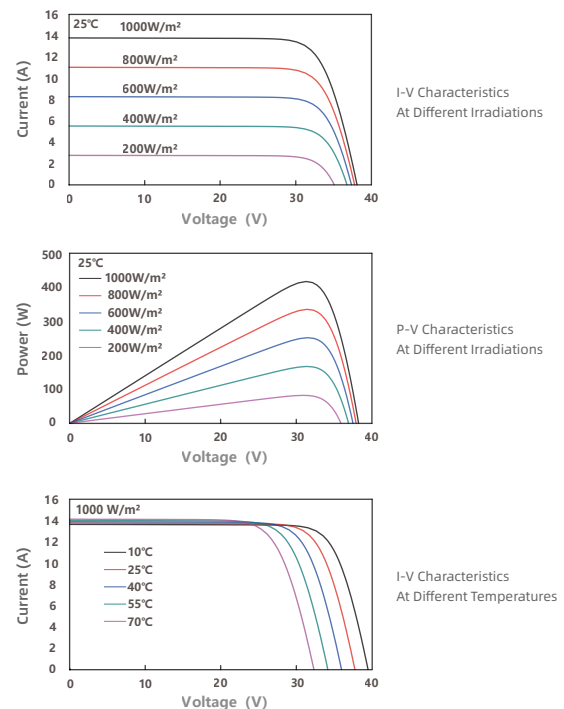 16
14
12
10
8
6
4
2
0
Current (A)
25℃
1000W/m²
800W/m²
600W/m²
400W/m²
200W/m²
0
10
20
30
40
Voltage (V)
I-V Characteristics
At Different Irradiations
500
400
300
200
100
0
Power (W)
25℃
1000W/m²
800W/m²
600W/m²
400W/m²
200W/m²
0
10
20
30
40
Voltage (V)
P-V Characteristics
At Different Irradiations
16
14
12
10
8
6
4
2
0
Current (A)
1000 W/m²
10℃
25℃
40℃
55℃
70℃
0
10
20
30
40
Voltage (V)
I-V Characteristics
At Different Temperatures